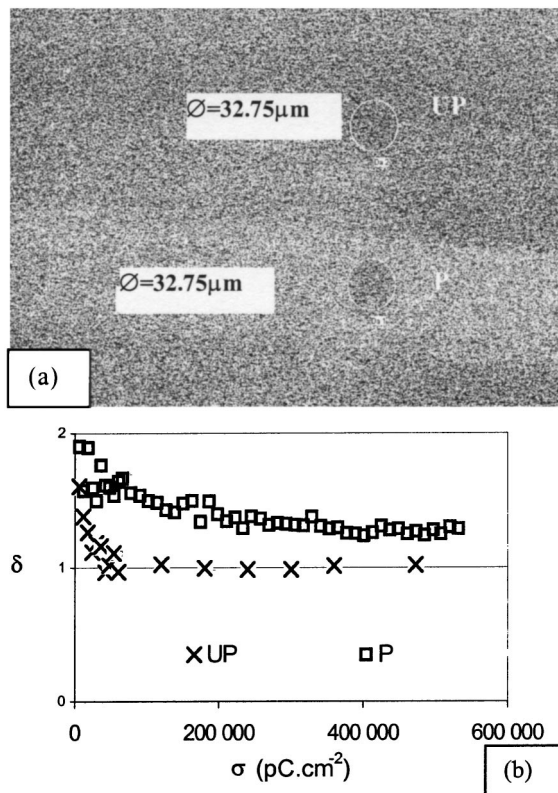 Ø=32.75µm
UP
Ø=32.75µm
P
(a)
2
δ
1
× UP
□ P
0
0
200 000
400 000
600 000
σ (pC.cm⁻²)
(b)